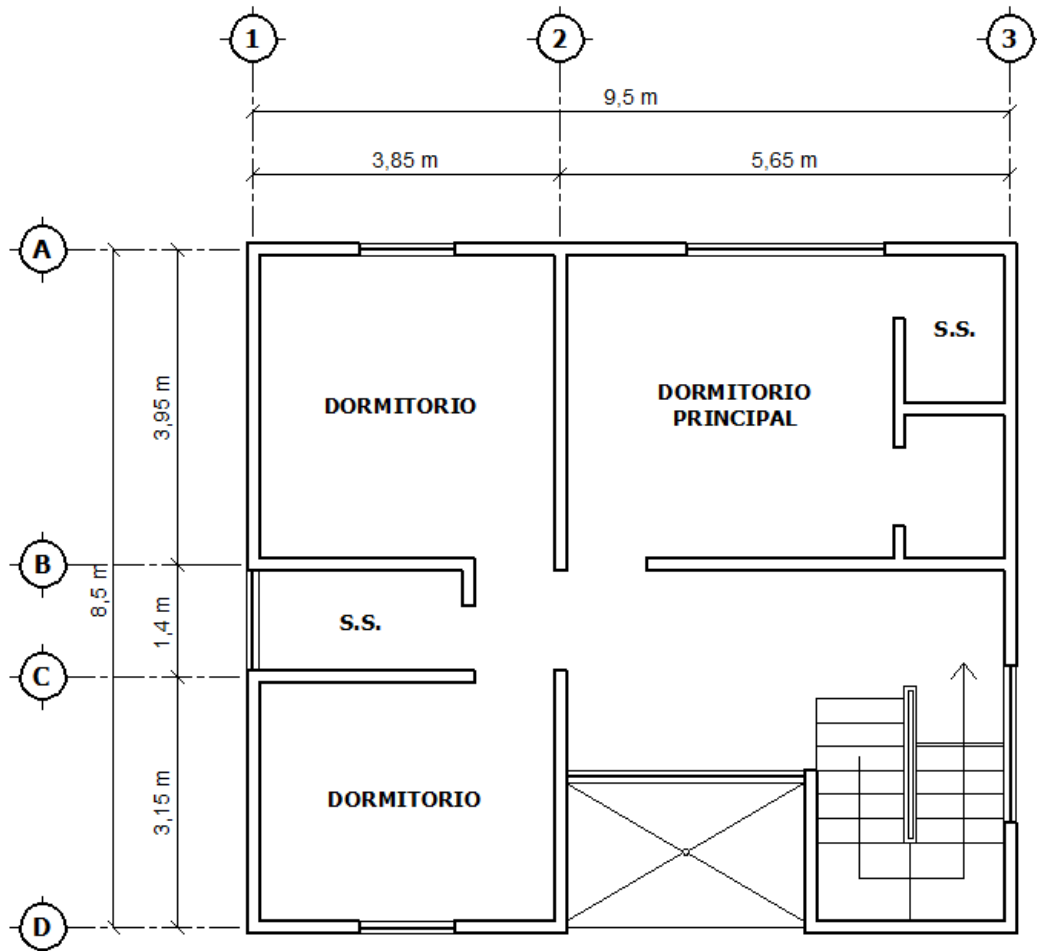 1
2
3
9,5 m
3,85 m
5,65 m
A
B
C
D
8,5 m
3,95 m
1,4 m
3,15 m
S.S.
DORMITORIO
DORMITORIO
PRINCIPAL
S.S.
DORMITORIO